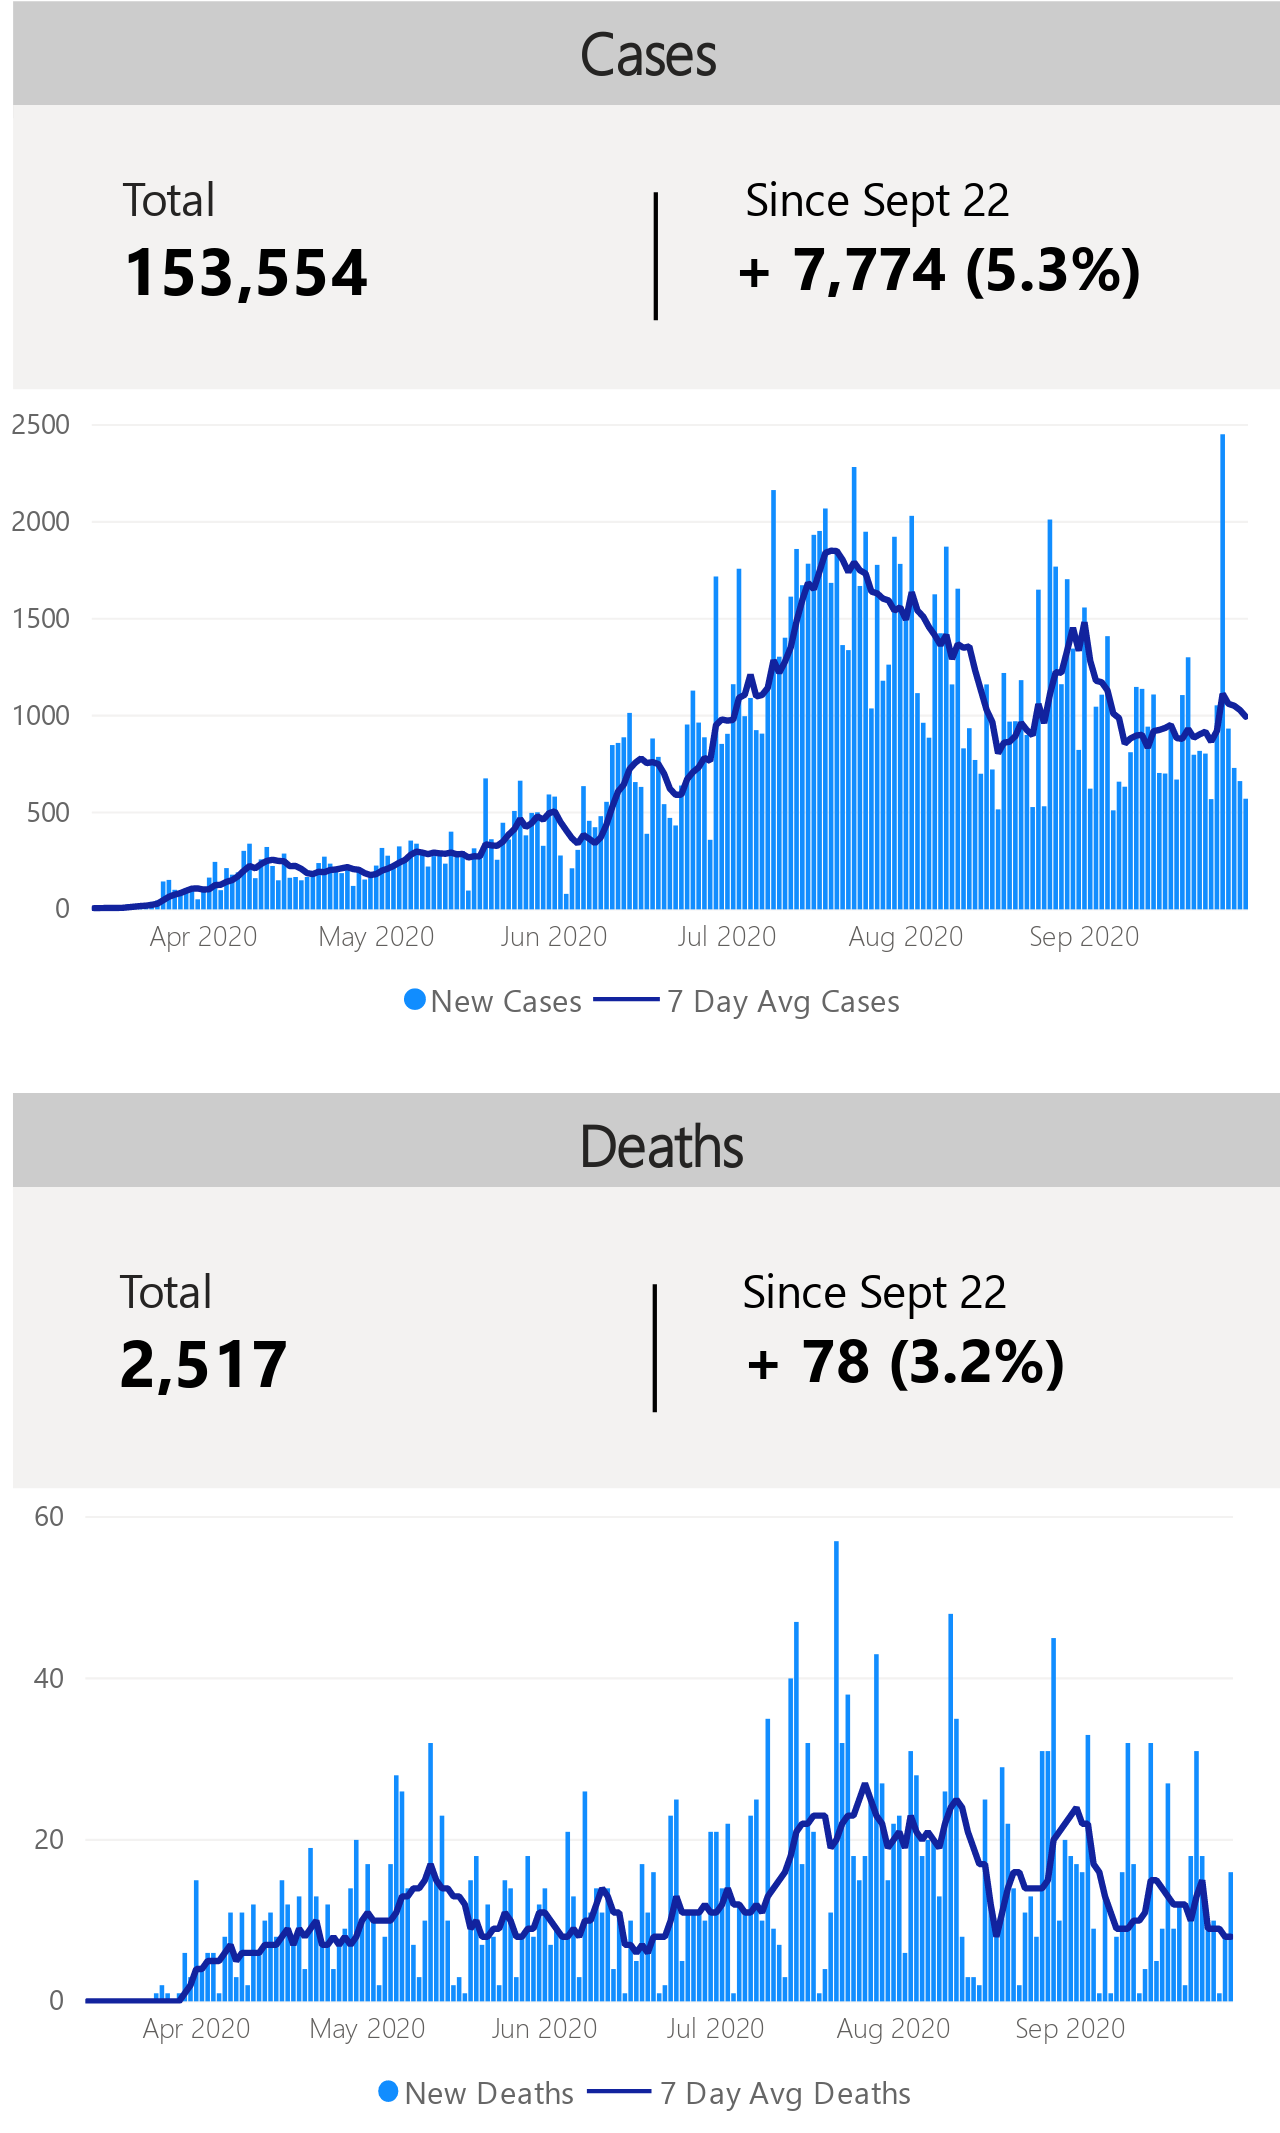 Cases
Total
Since Sept 22
153,554
+ 7,774 (5.3%)
2500
2000
1500
1000
500
0
Apr 2020 May 2020 Jun 2020 Jul 2020 Aug 2020 Sep 2020
New Cases 7 Day Avg Cases
Deaths
Total
Since Sept 22
2,517
+ 78 (3.2%)
60
40
20
0
Apr 2020 May 2020 Jun 2020 Jul 2020 Aug 2020 Sep 2020
New Deaths 7 Day Avg Deaths